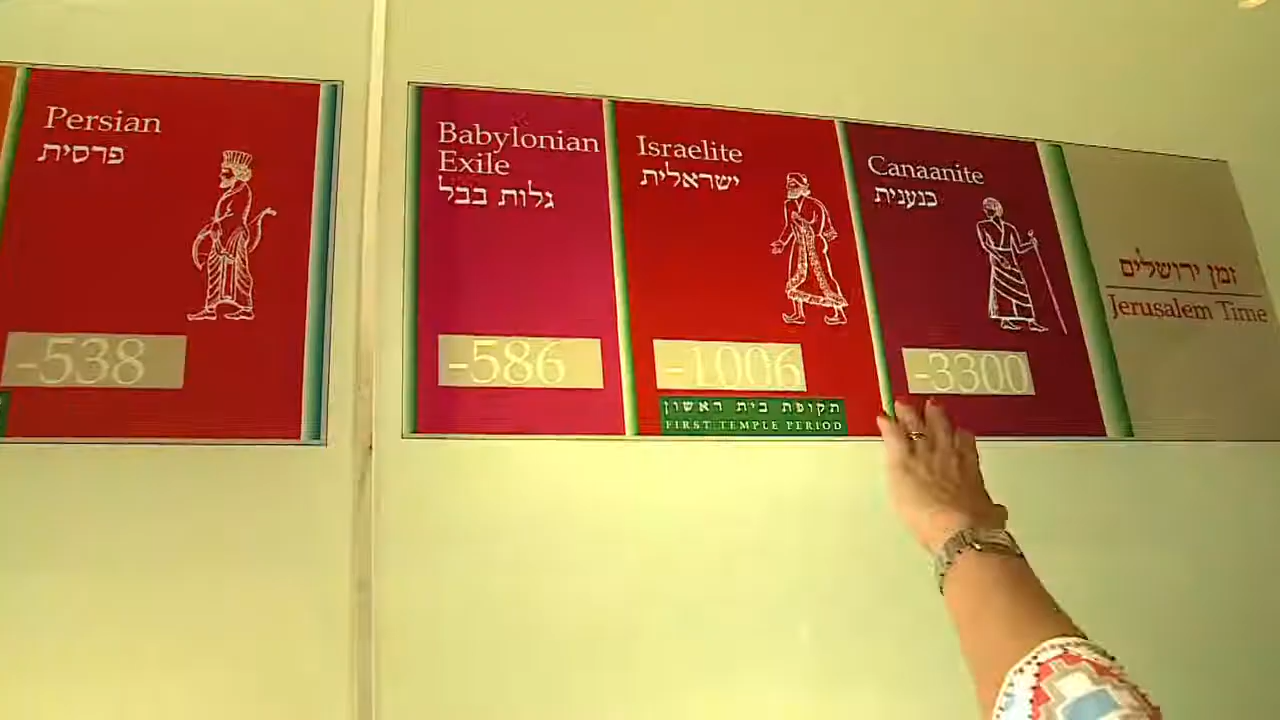 Persian
פרסית
-538
Babylonian
Exile
גלות בבל
-586
Israelite
ישראלית
-1006
תקופת בית ראשון
FIRST TEMPLE PERIOD
Canaanite
כנענית
-3300
זמן ירושלים
Jerusalem Time